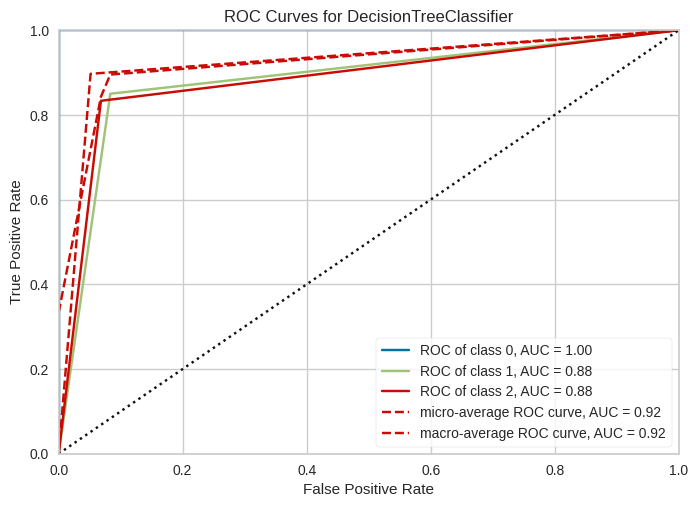 ROC Curves for DecisionTreeClassifier
1.0
0.8
0.6
0.4
0.2
0.0
True Positive Rate
ROC of class 0, AUC = 1.00
ROC of class 1, AUC = 0.88
ROC of class 2, AUC = 0.88
micro-average ROC curve, AUC = 0.92
macro-average ROC curve, AUC = 0.92
0.0 0.2 0.4 0.6 0.8 1.0
False Positive Rate